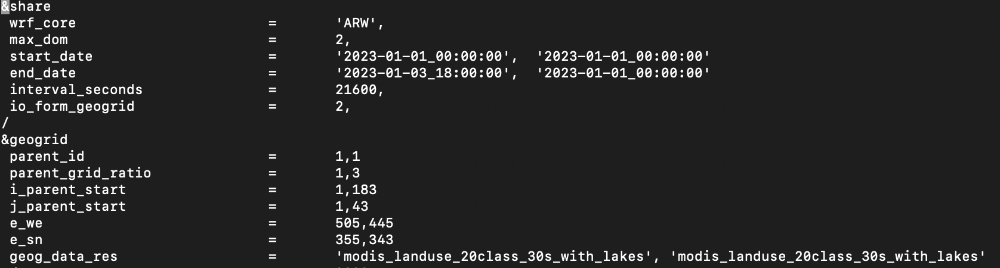 &share
 wrf_core                       =       'ARW',
 max_dom                        =       2,
 start_date                     =       '2023-01-01_00:00:00',  '2023-01-01_00:00:00'
 end_date                       =       '2023-01-03_18:00:00',  '2023-01-01_00:00:00'
 interval_seconds               =       21600,
 io_form_geogrid                =       2,
/
&geogrid
 parent_id                      =       1,1
 parent_grid_ratio              =       1,3
 i_parent_start                 =       1,183
 j_parent_start                 =       1,43
 e_we                           =       505,445
 e_sn                           =       355,343
 geog_data_res                  =       'modis_landuse_20class_30s_with_lakes', 'modis_landuse_20class_30s_with_lakes'